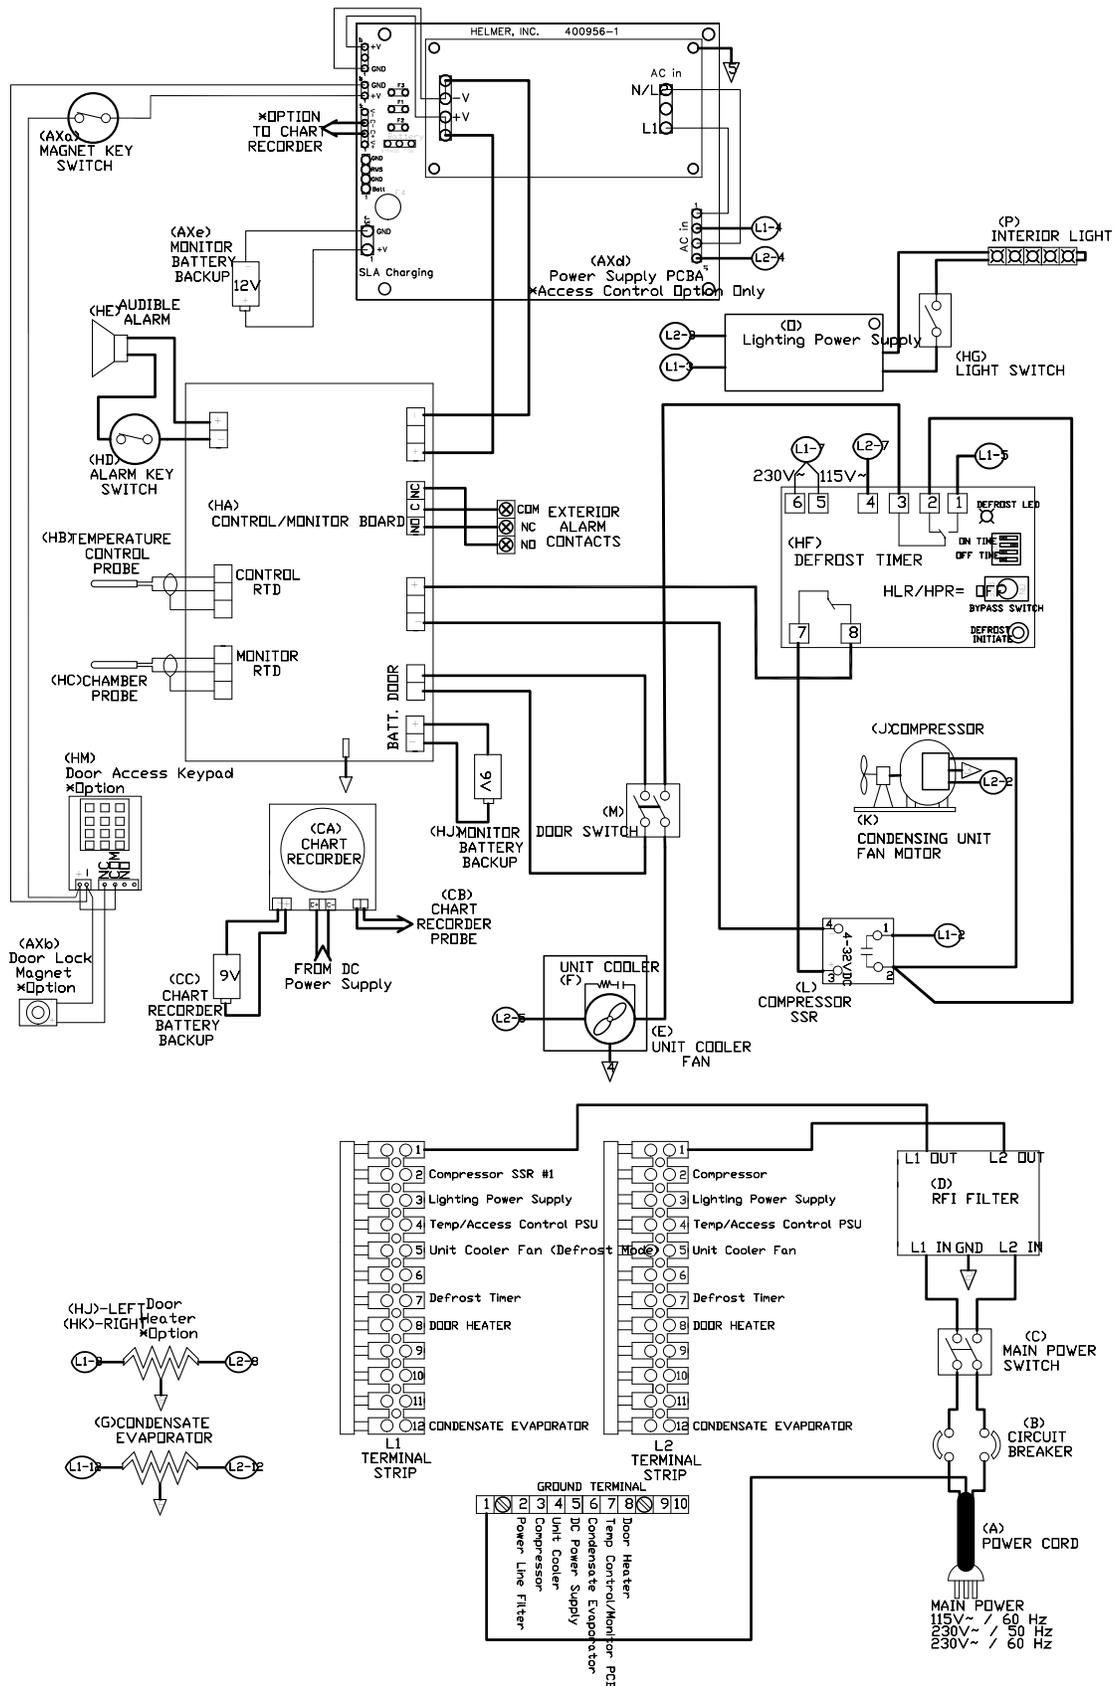 HELMER, INC. 400956-1
+V
GND
GND
+V
F3
F1
F2
GND
RMS
GND
Batt
GND
+V
SLA Charging
-V
+V
AC in
N/L
L1
5
AC in
L1-4
L2-4
(AXd)
Power Supply PCBA
*Access Control Option Only
*OPTION
TO CHART
RECORDER
(AXa)
MAGNET KEY
SWITCH
(AXe)
MONITOR
BATTERY
BACKUP
12V
(HE)
AUDIBLE
ALARM
(HD)
ALARM KEY
SWITCH
(P)
INTERIOR LIGHT
(O)
Lighting Power Supply
L2-3
L1-3
(HG)
LIGHT SWITCH
(HA)
CONTROL/MONITOR BOARD
NC
C
NO
COM
NC
NO
EXTERIOR
ALARM
CONTACTS
(HB)
TEMPERATURE
CONTROL
PROBE
CONTROL
RTD
MONITOR
RTD
(HC)
CHAMBER
PROBE
DOOR
BATT.
9V
(HJ)
MONITOR
BATTERY
BACKUP
L1-7
L2-7
L1-5
230V~
115V~
6 5 4 3 2 1
DEFROST LED
(HF)
DEFROST TIMER
ON TIME
OFF TIME
HLR/HPR= OFF
BYPASS SWITCH
DEFROST
INITIATE
7
8
(J)
COMPRESSOR
L2-2
(K)
CONDENSING UNIT
FAN MOTOR
(M)
DOOR SWITCH
(HM)
Door Access Keypad
*Option
NC
COM
NO
(AXb)
Door Lock
Magnet
*Option
(CA)
CHART
RECORDER
(CB)
CHART
RECORDER
PROBE
FROM DC
Power Supply
9V
(CC)
CHART
RECORDER
BATTERY
BACKUP
4
1
4-32VDC
3
2
L1-2
(L)
COMPRESSOR
SSR
UNIT COOLER
(F)
L2-5
(E)
UNIT COOLER
FAN
4
1
2 Compressor SSR #1
3 Lighting Power Supply
4 Temp/Access Control PSU
5 Unit Cooler Fan (Defrost Mode)
6
7 Defrost Timer
8 DOOR HEATER
9
10
11
12 CONDENSATE EVAPORATOR
L1
TERMINAL
STRIP
1
2 Compressor
3 Lighting Power Supply
4 Temp/Access Control PSU
5 Unit Cooler Fan
6
7 Defrost Timer
8 DOOR HEATER
9
10
11
12 CONDENSATE EVAPORATOR
L2
TERMINAL
STRIP
L1 OUT
L2 OUT
(D)
RFI FILTER
L1 IN
GND
L2 IN
(C)
MAIN POWER
SWITCH
(B)
CIRCUIT
BREAKER
(A)
POWER CORD
MAIN POWER
115V~ / 60 Hz
230V~ / 50 Hz
230V~ / 60 Hz
(HJ)-LEFT
(HK)-RIGHT
Door
Heater
*Option
L1-8
L2-8
(G)
CONDENSATE
EVAPORATOR
L1-12
L2-12
GROUND TERMINAL
1 2 3 4 5 6 7 8 9 10
Power Line Filter
Compressor
Unit Cooler
DC Power Supply
Condensate Evaporator
Temp Control/Monitor PCB
Door Heater